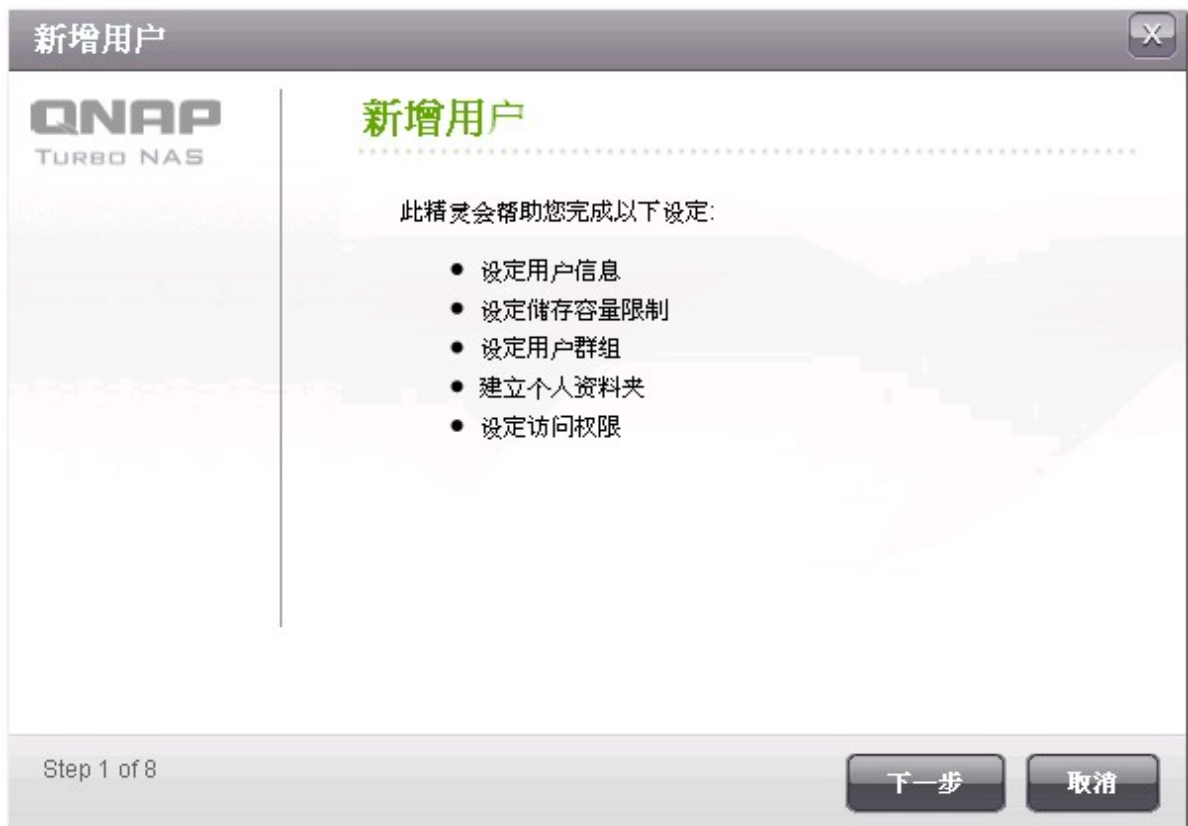 新增用户
X
QNAP
TURBO NAS
新增用户
此精灵会帮助您完成以下设定:
● 设定用户信息
● 设定储存容量限制
● 设定用户群组
● 建立个人资料夹
● 设定访问权限
Step 1 of 8
下一步
取消